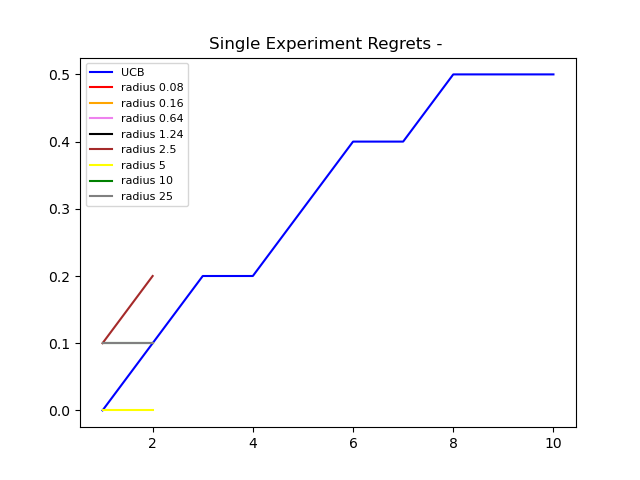 Single Experiment Regrets -
UCB
radius 0.08
radius 0.16
radius 0.64
radius 1.24
radius 2.5
radius 5
radius 10
radius 25
0.5
0.4
0.3
0.2
0.1
0.0
2 4 6 8 10